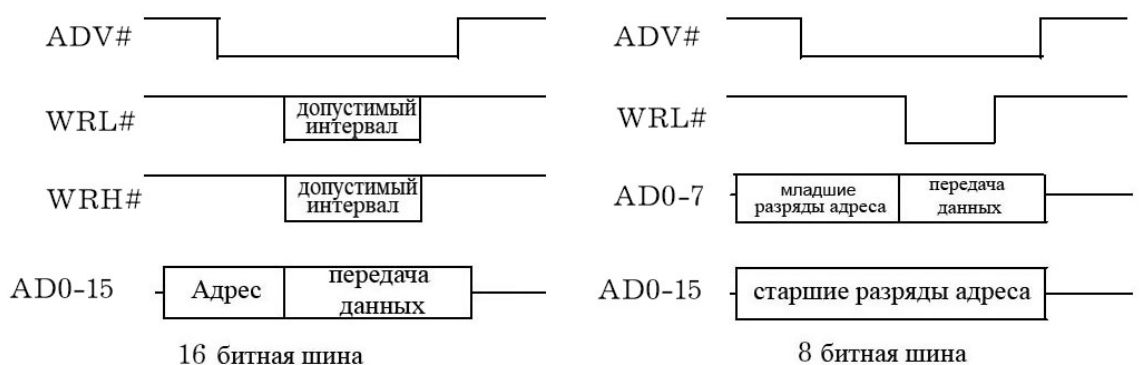 ADV#
WRL#
допустимый
интервал
WRH#
допустимый
интервал
AD0-15
Адрес
передача
данных
16 битная шина
ADV#
WRL#
AD0-7
младшие
разряды адреса
передача
данных
AD0-15
старшие разряды адреса
8 битная шина